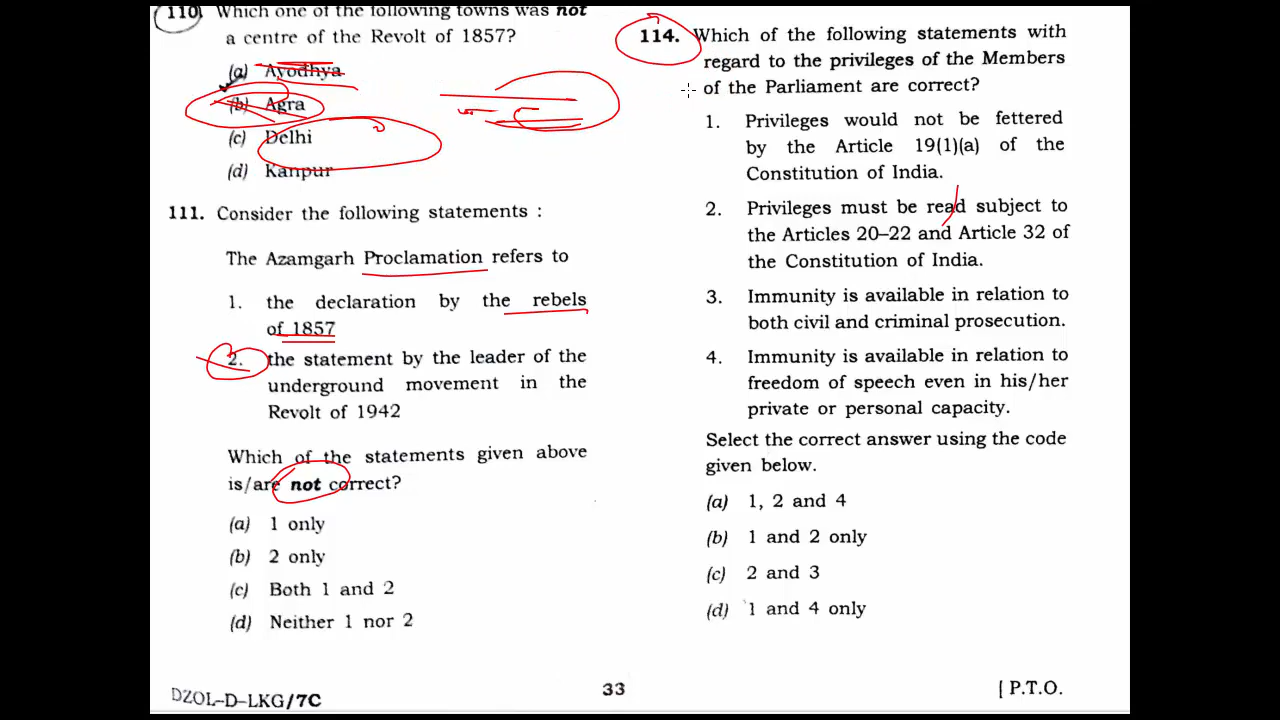 110. Which one of the following towns was not
a centre of the Revolt of 1857?
(a) Ayodhya
(b) Agra
(c) Delhi
(d) Kanpur
111. Consider the following statements :
The Azamgarh Proclamation refers to
1. the declaration by the rebels
of 1857
2. the statement by the leader of the
underground movement in the
Revolt of 1942
Which of the statements given above
is/are not correct?
(a) 1 only
(b) 2 only
(c) Both 1 and 2
(d) Neither 1 nor 2
114. Which of the following statements with
regard to the privileges of the Members
of the Parliament are correct?
1. Privileges would not be fettered
by the Article 19(1)(a) of the
Constitution of India.
2. Privileges must be read subject to
the Articles 20–22 and Article 32 of
the Constitution of India.
3. Immunity is available in relation to
both civil and criminal prosecution.
4. Immunity is available in relation to
freedom of speech even in his/her
private or personal capacity.
Select the correct answer using the code
given below.
(a) 1, 2 and 4
(b) 1 and 2 only
(c) 2 and 3
(d) 1 and 4 only
DZOL–D–LKG/7C
33
[ P.T.O.